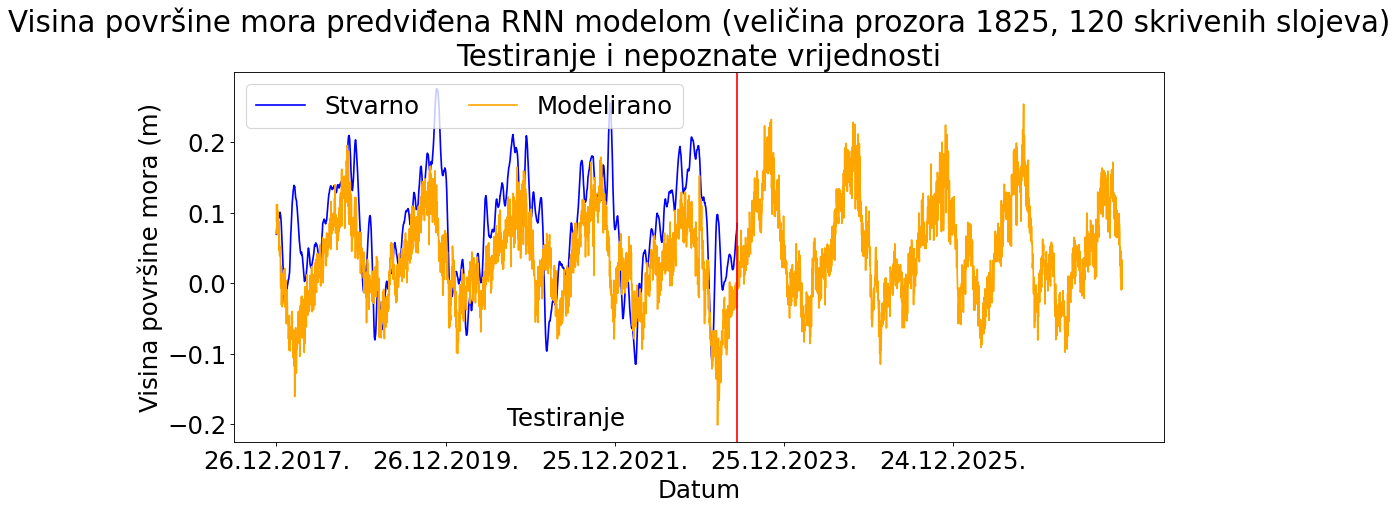 Visina površine mora predviđena RNN modelom (veličina prozora 1825, 120 skrivenih slojeva)
Testiranje i nepoznate vrijednosti
Stvarno Modelirano
Visina površine mora (m)
0.2
0.1
0.0
−0.1
−0.2
Testiranje
26.12.2017. 26.12.2019. 25.12.2021. 25.12.2023. 24.12.2025.
Datum